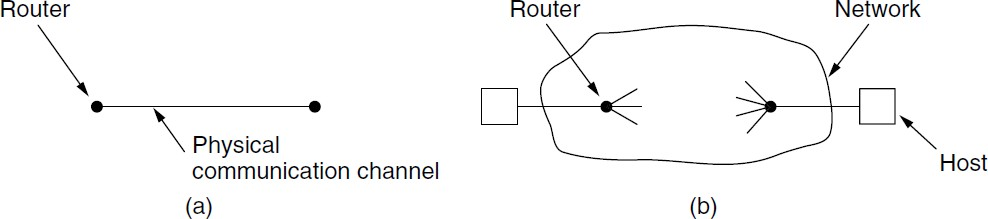 Router
Physical
communication channel
(a)
Router
Network
Host
(b)